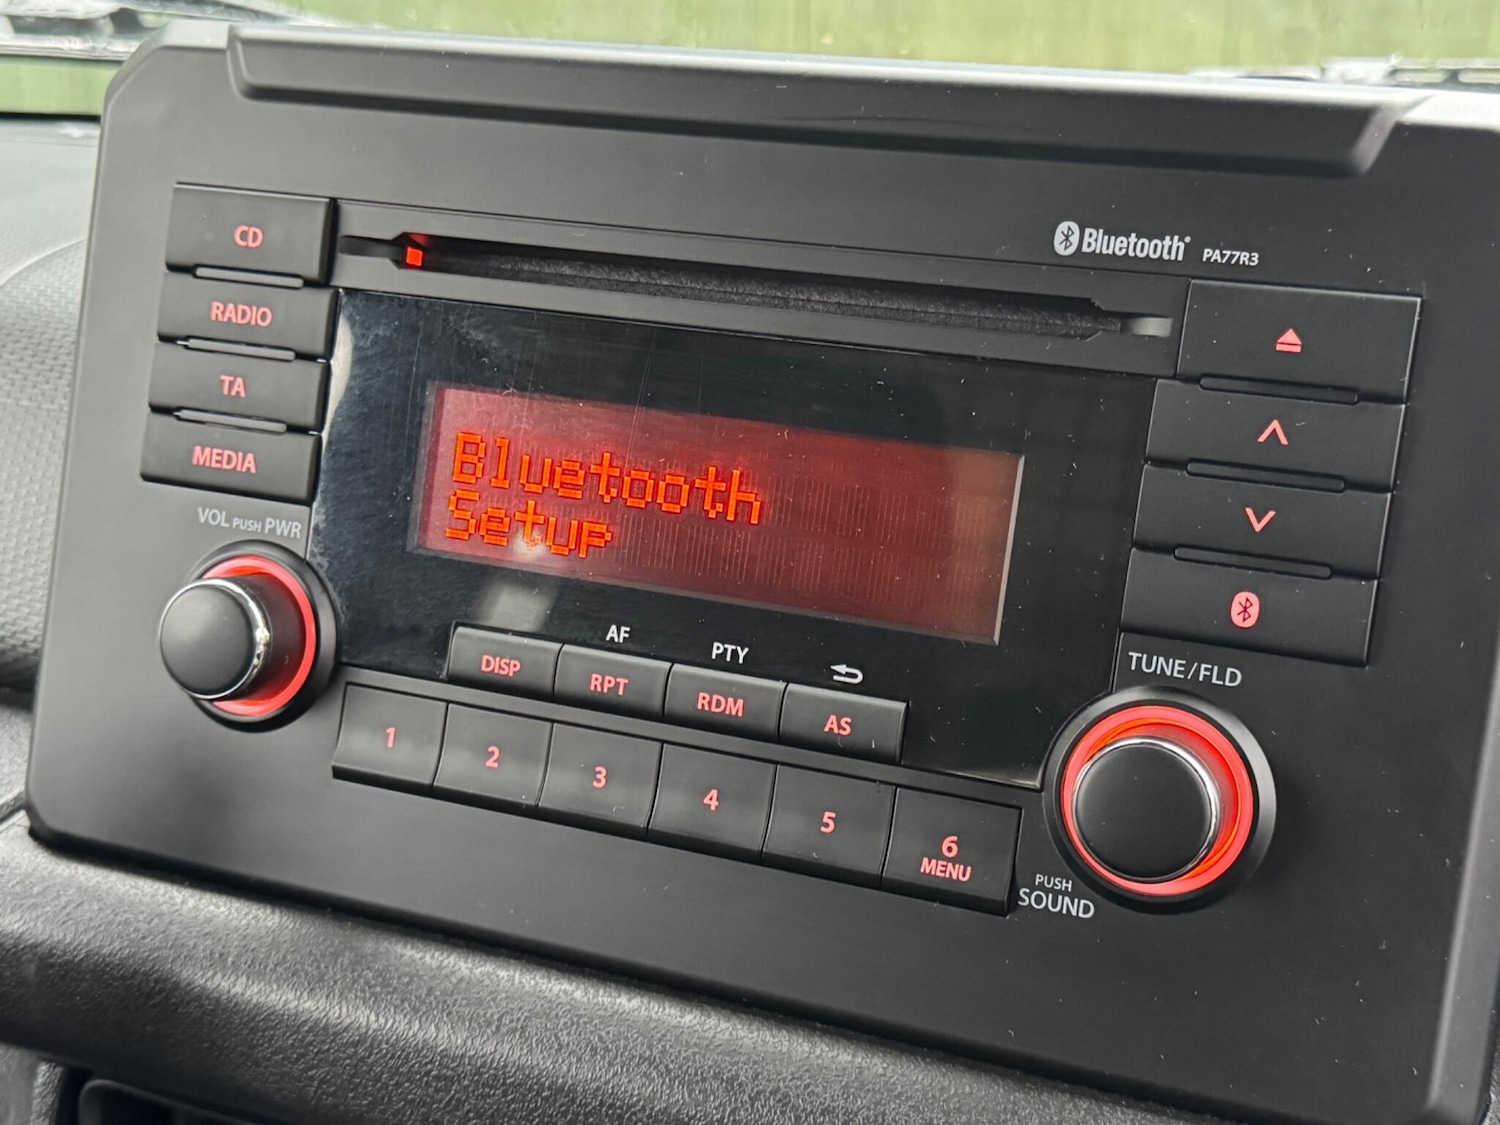 CD
Bluetooth® PA77R3
RADIO
TA
MEDIA
Bluetooth
Setup
VOL PUSH PWR
AF
PTY
TUNE/FLD
DISP
RPT
RDM
AS
1
2
3
4
5
6
MENU
PUSH
SOUND